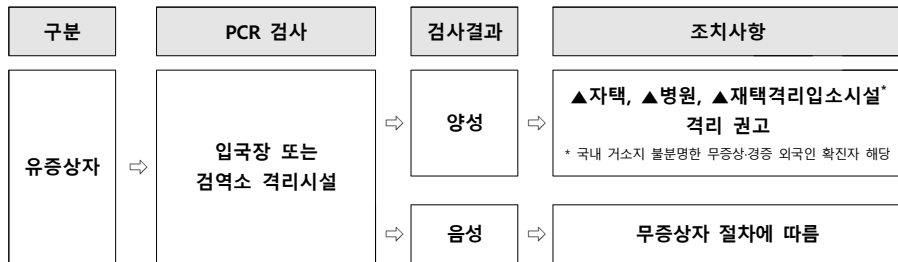 구분 PCR 검사 검사결과 조치사항
유증상자 ⇨ 입국장 또는
검역소 격리시설
⇨ 양성 ⇨ ▲자택, ▲병원, ▲재택격리입소시설*
격리 권고
* 국내 거소지 불분명한 무증상·경증 외국인 확진자 해당
⇨ 음성 ⇨ 무증상자 절차에 따름